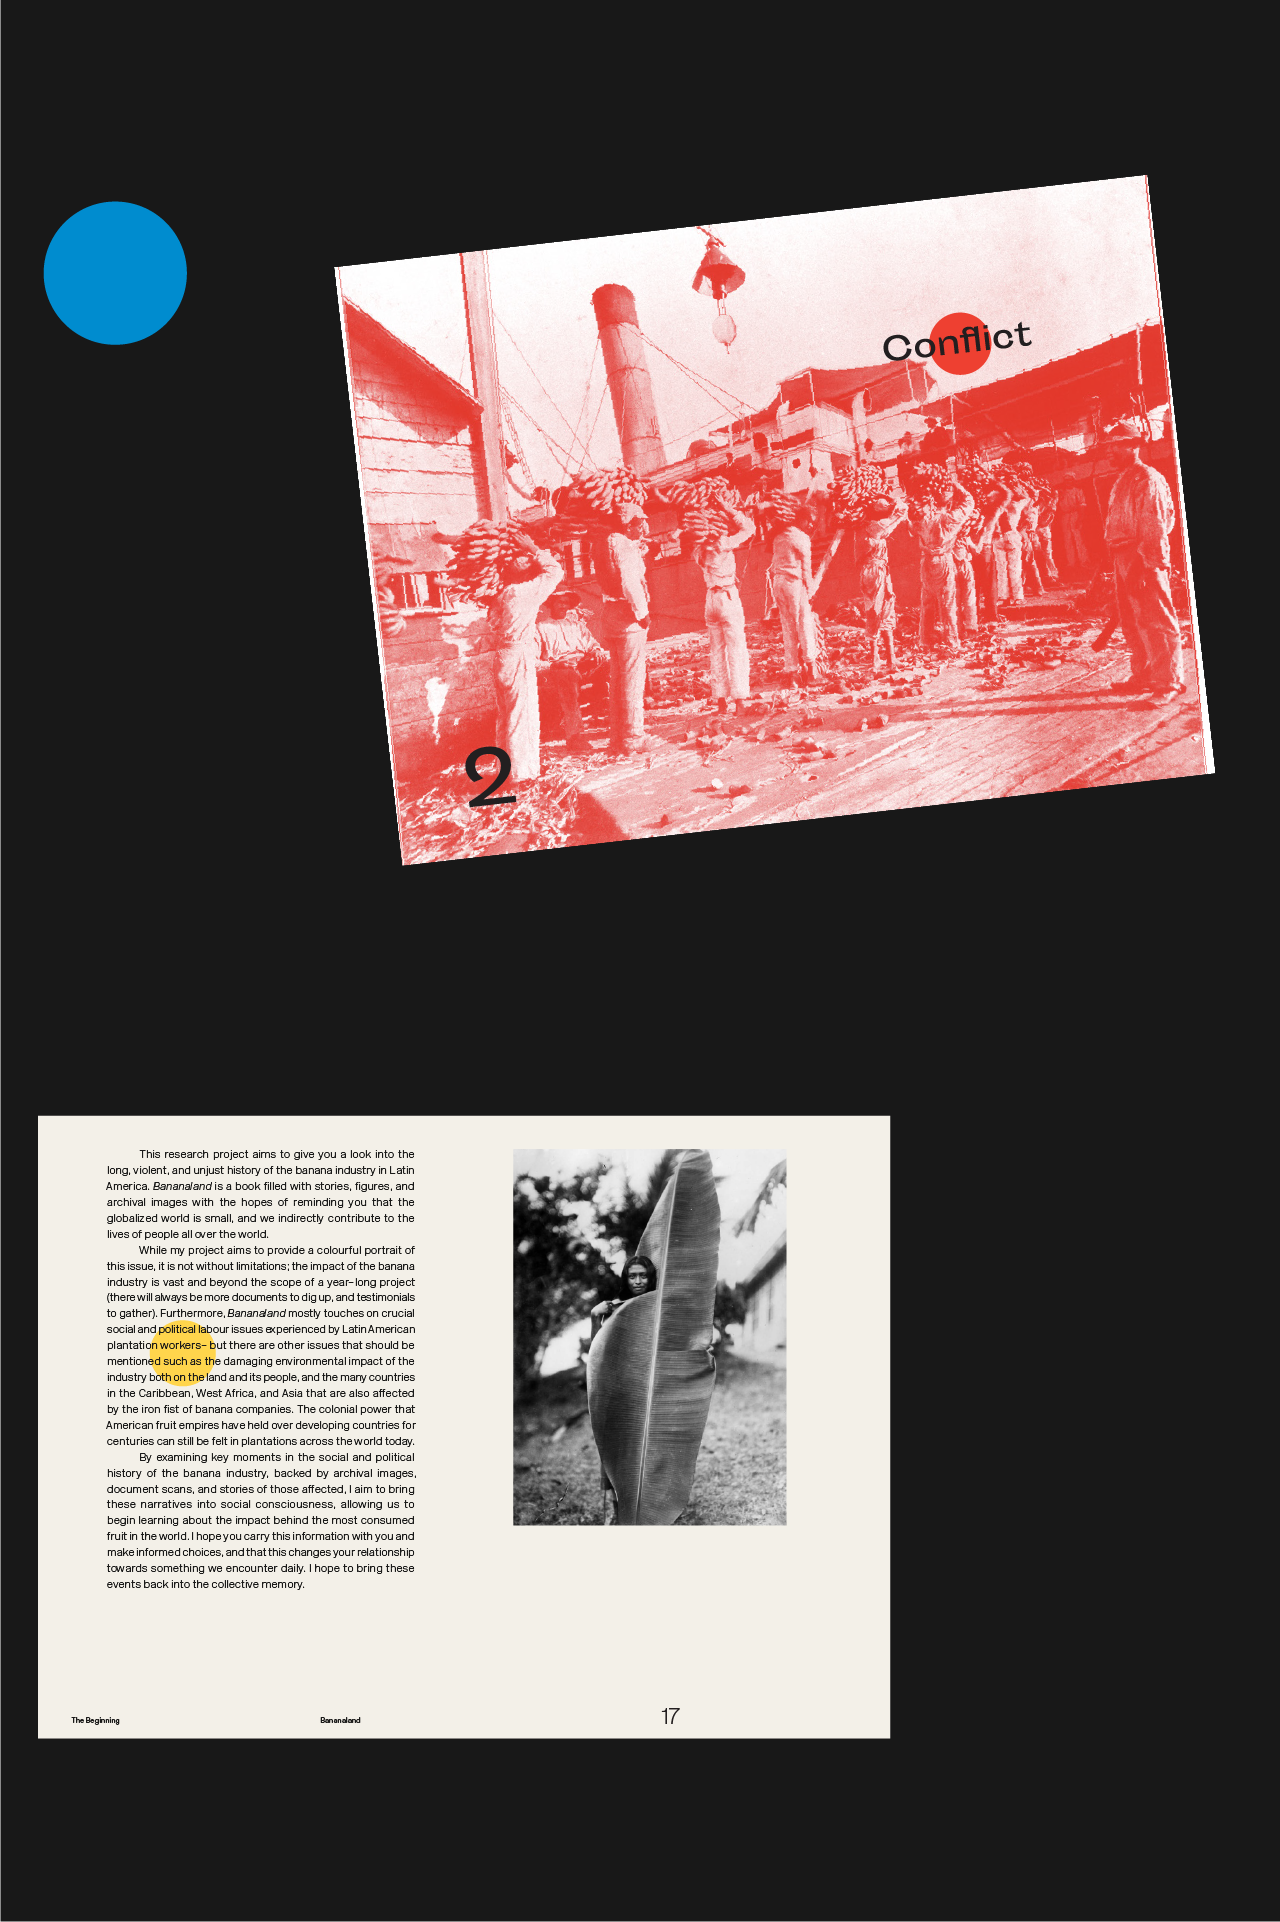 Conflict
2
This research project aims to give you a look into the
long, violent, and unjust history of the banana industry in Latin
America. Bananaland is a book filled with stories, figures, and
archival images with the hopes of reminding you that the
globalized world is small, and we indirectly contribute to the
lives of people all over the world.
While my project aims to provide a colourful portrait of
this issue, it is not without limitations; the impact of the banana
industry is vast and beyond the scope of a year–long project
(there will always be more documents to dig up, and testimonials
to gather). Furthermore, Bananaland mostly touches on crucial
social and political labour issues experienced by Latin American
plantation workers– but there are other issues that should be
mentioned such as the damaging environmental impact of the
industry both on the land and its people, and the many countries
in the Caribbean, West Africa, and Asia that are also affected
by the iron fist of banana companies. The colonial power that
American fruit empires have held over developing countries for
centuries can still be felt in plantations across the world today.
By examining key moments in the social and political
history of the banana industry, backed by archival images,
document scans, and stories of those affected, I aim to bring
these narratives into social consciousness, allowing us to
begin learning about the impact behind the most consumed
fruit in the world. I hope you carry this information with you and
make informed choices, and that this changes your relationship
towards something we encounter daily. I hope to bring these
events back into the collective memory.
The Beginning
Bananaland
17